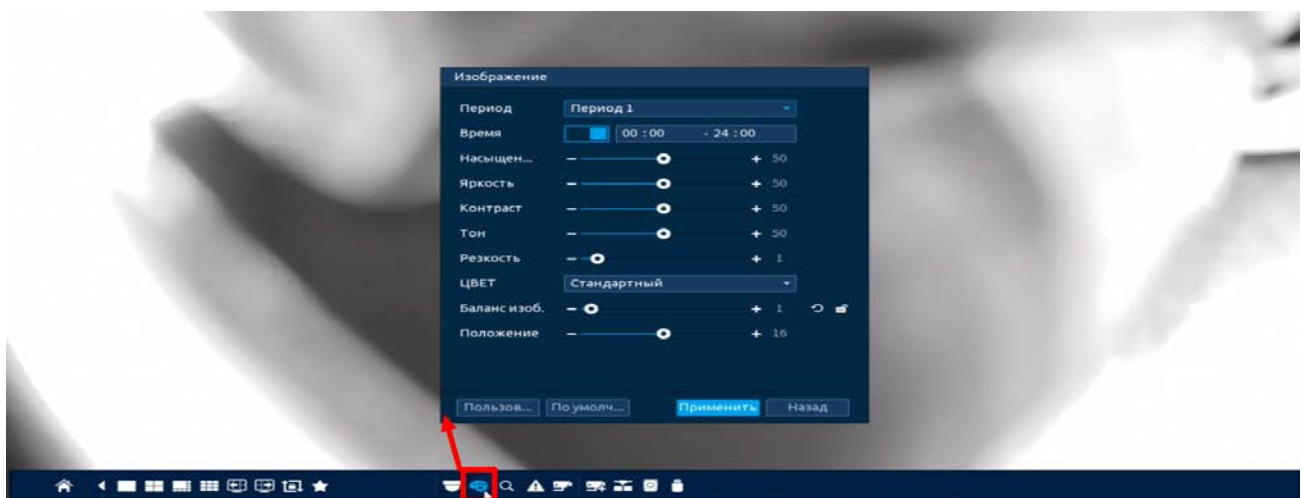 Изображение
Период Период 1
Время 00 : 00 - 24 : 00
Насыщен... - + 50
Яркость - + 50
Контраст - + 50
Тон - + 50
Резкость - + 1
ЦВЕТ Стандартный
Баланс изоб. - + 1
Положение - + 16
Пользов... По умолч... Применить Назад